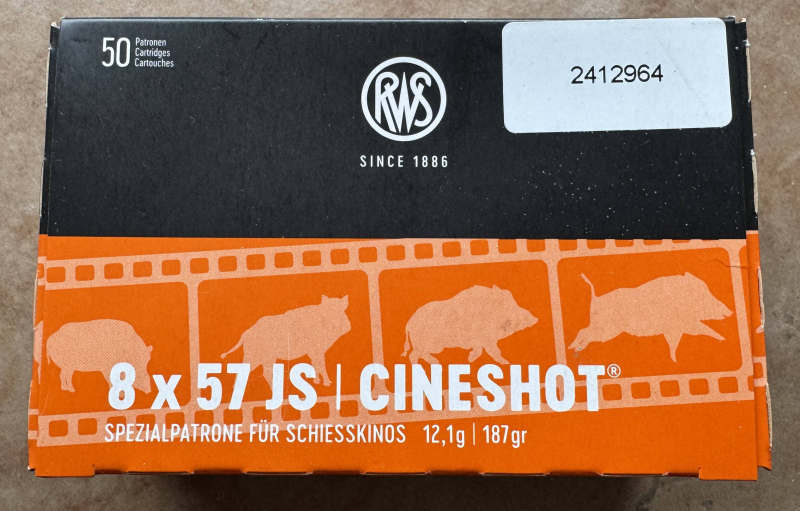 50 Patronen
Cartridges
Cartouches
RWS
SINCE 1886
2412964
8 x 57 JS | CINESHOT®
SPEZIALPATRONE FÜR SCHIESSKINOS 12,1g | 187gr